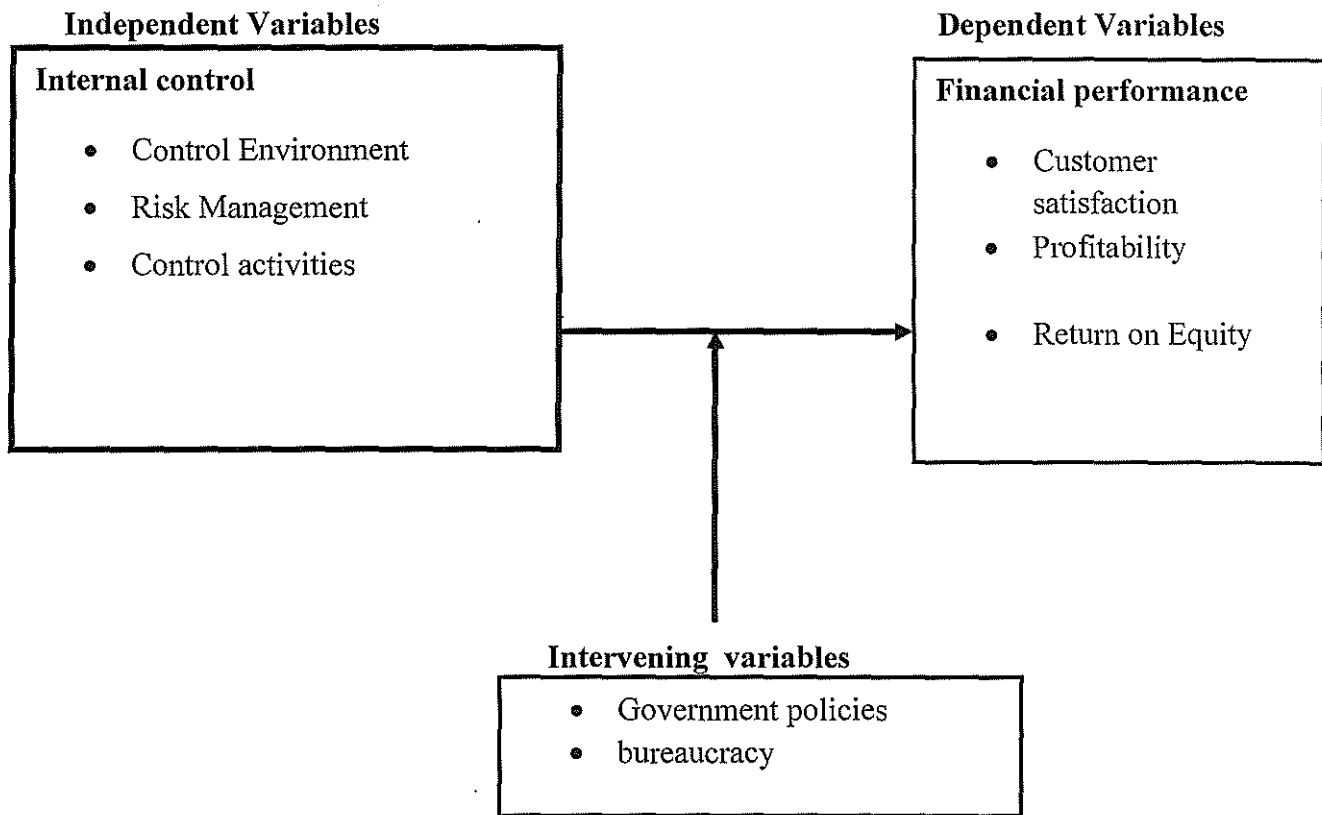 Independent Variables
Internal control
• Control Environment
• Risk Management
• Control activities
Dependent Variables
Financial performance
• Customer
satisfaction
• Profitability
• Return on Equity
Intervening variables
• Government policies
• bureaucracy